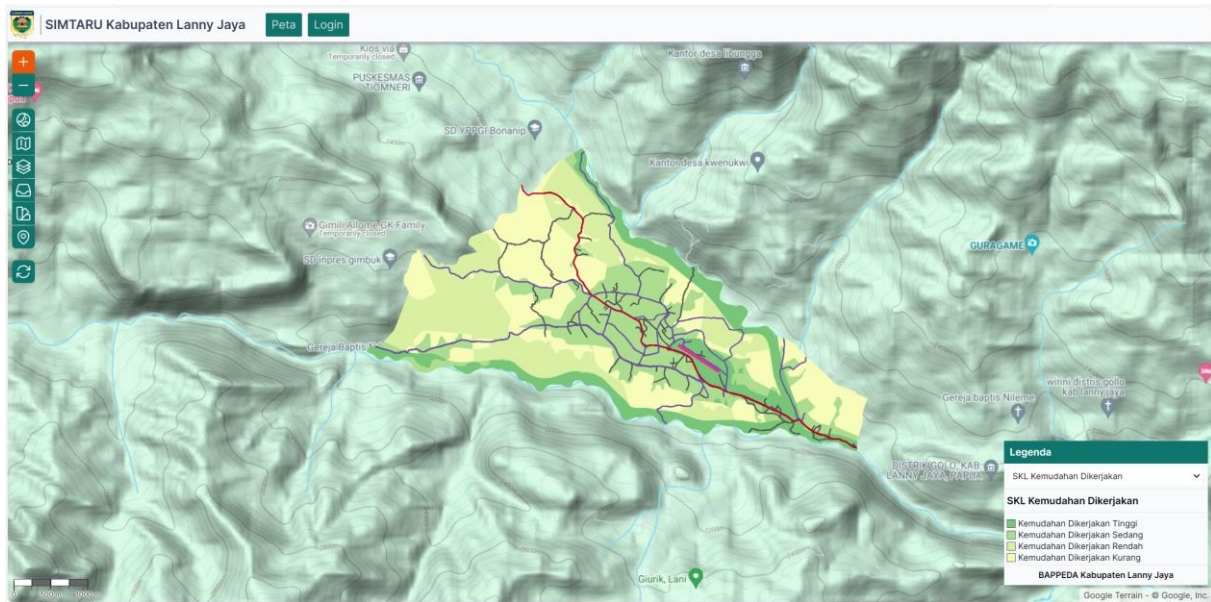 SIMTARU Kabupaten Lanny Jaya
Peta
Login
Kios via
Temporarily closed
PUSKESMAS
TIOMNERI
Kantor desa libungga
SD YPPGI Bonanip
Kantor desa kwenukwi
Gimili Allome GK Family
Temporarily closed
SD inpres gimbuk
GURAGAME
Gereja Baptis
wirini distris gollo
kab lanny jaya
Gereja baptis Nileme
DISTRIK GOLO, KAB.
LANNY JAYA, PAPUA
Giurik, Lani
Legenda
SKL Kemudahan Dikerjakan
SKL Kemudahan Dikerjakan
Kemudahan Dikerjakan Tinggi
Kemudahan Dikerjakan Sedang
Kemudahan Dikerjakan Rendah
Kemudahan Dikerjakan Kurang
BAPPEDA Kabupaten Lanny Jaya
0 500 m 1000 m
Google Terrain - © Google, Inc.